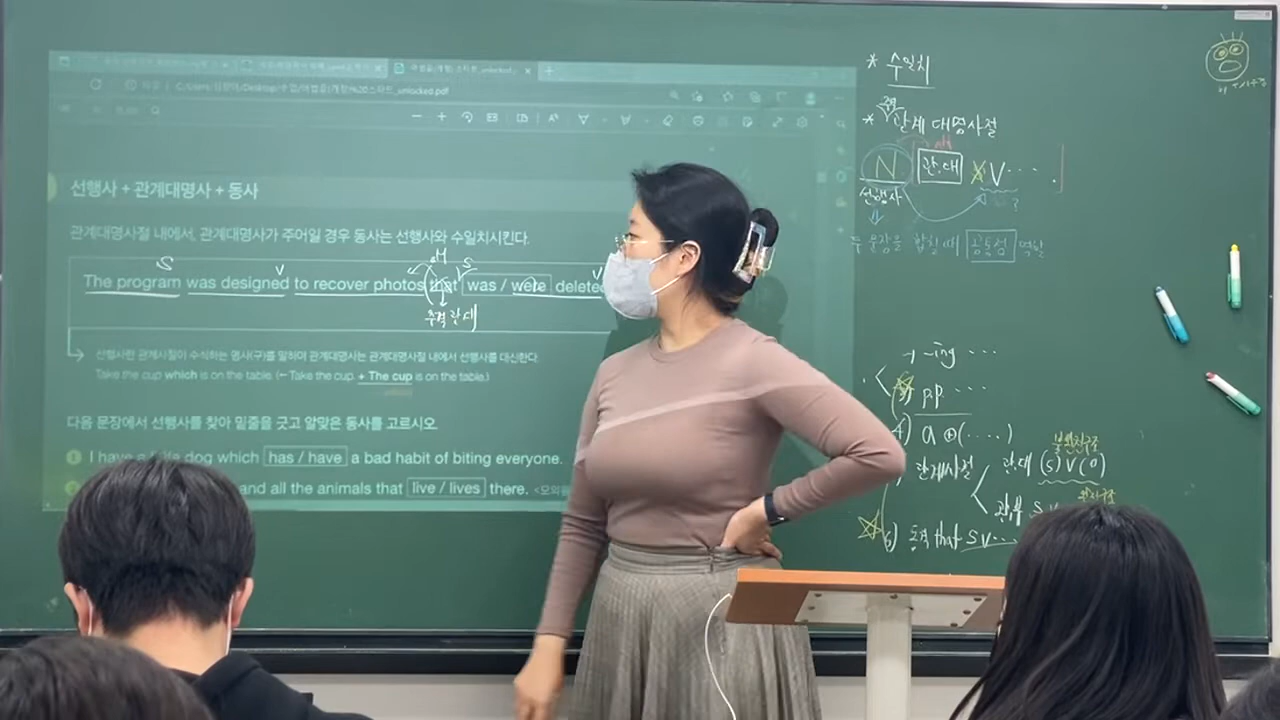 선행사 + 관계대명사 + 동사
관계대명사절 내에서, 관계대명사가 주어일 경우 동사는 선행사와 수일치시킨다.
S
V
S
V
The program was designed to recover photos that was / were deleted
주격 관대
선행사란 관계사절이 수식하는 명사(구)를 말하며 관계대명사는 관계대명사절 내에서 선행사를 대신한다.
Take the cup which is on the table. (← Take the cup. + The cup is on the table.)
다음 문장에서 선행사를 찾아 밑줄을 긋고 알맞은 동사를 고르시오.
I have a little dog which has / have a bad habit of biting everyone.
and all the animals that live / lives there.
* 수일치
* 주격 관계대명사절
N 관.대 V ... .
선행사
?
두 문장을 합칠 때 공통점 역할
-ing ...
p.p. ...
4) a ⊕(....)
관계사절
관대 (S) V (O)
불완전구조
관.부 S V
완전구조
6) 동격 that S V ...